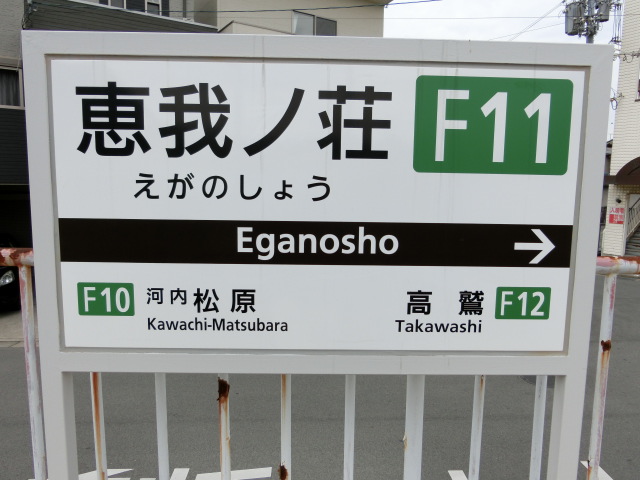 恵我ノ荘 F11
えがのしょう
Eganosho →
F10 河内松原 高鷲 F12
Kawachi-Matsubara Takawashi